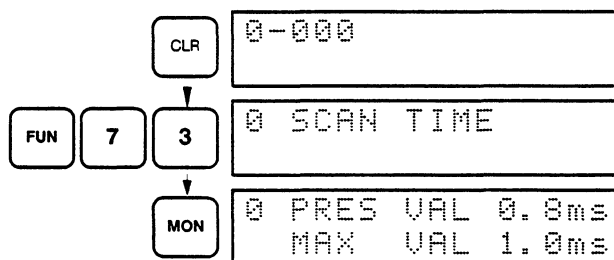 CLR
0-000
FUN 7 3
0 SCAN TIME
MON
0 PRES VAL 0.8ms
MAX VAL 1.0ms